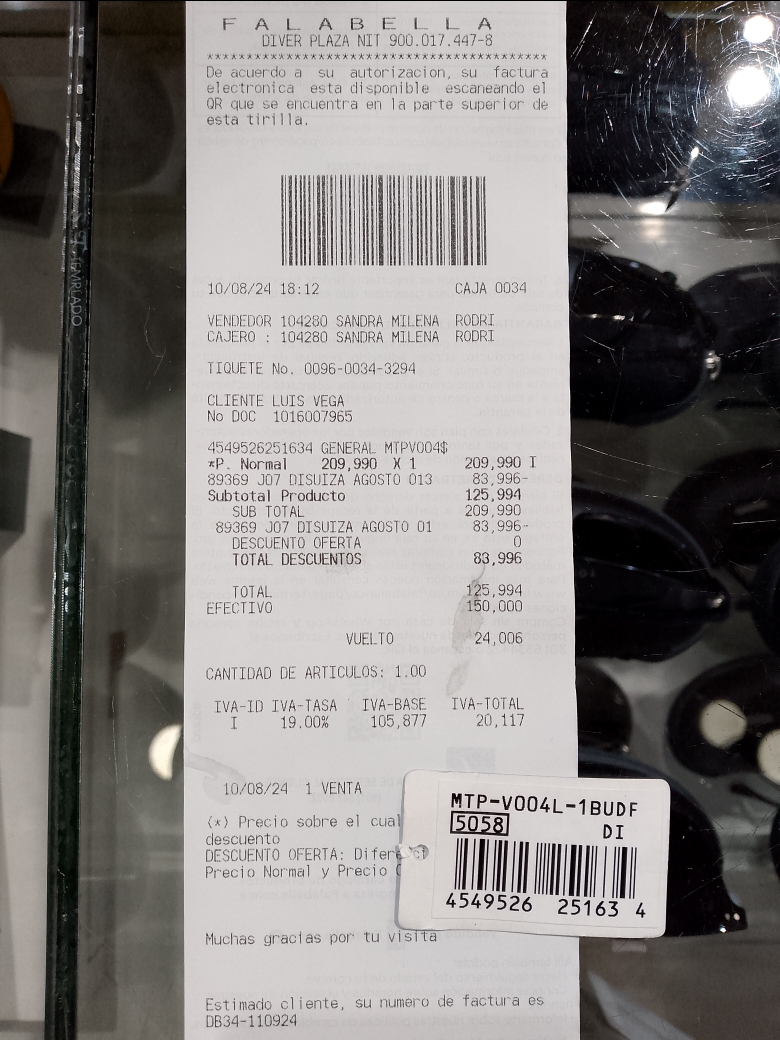 F A L A B E L L A
DIVER PLAZA NIT 900.017.447-8
******************************************
De acuerdo a su autorizacion, su factura
electronica esta disponible escaneando el
QR que se encuentra en la parte superior de
esta tirilla.
10/08/24 18:12 CAJA 0034
VENDEDOR 104280 SANDRA MILENA RODRI
CAJERO : 104280 SANDRA MILENA RODRI
TIQUETE No. 0096-0034-3294
CLIENTE LUIS VEGA
No DOC 1016007965
4549526251634 GENERAL MTPV004$
*P. Normal 209,990 X 1 209,990 I
89369 J07 DISUIZA AGOSTO 013 83,996-
Subtotal Producto 125,994
SUB TOTAL 209,990
89369 J07 DISUIZA AGOSTO 01 83,996-
DESCUENTO OFERTA 0
TOTAL DESCUENTOS 83,996
TOTAL 125,994
EFECTIVO 150,000
VUELTO 24,006
CANTIDAD DE ARTICULOS: 1.00
IVA-ID IVA-TASA IVA-BASE IVA-TOTAL
I 19.00% 105,877 20,117
10/08/24 1 VENTA
(*) Precio sobre el cual
descuento
DESCUENTO OFERTA:
Precio Normal y Precio
MTP-V004L-1BUDF
5058 DI
4549526 25163 4
Muchas gracias por tu visita
Estimado cliente, su numero de factura es
DB34-110924
TEMPLADO